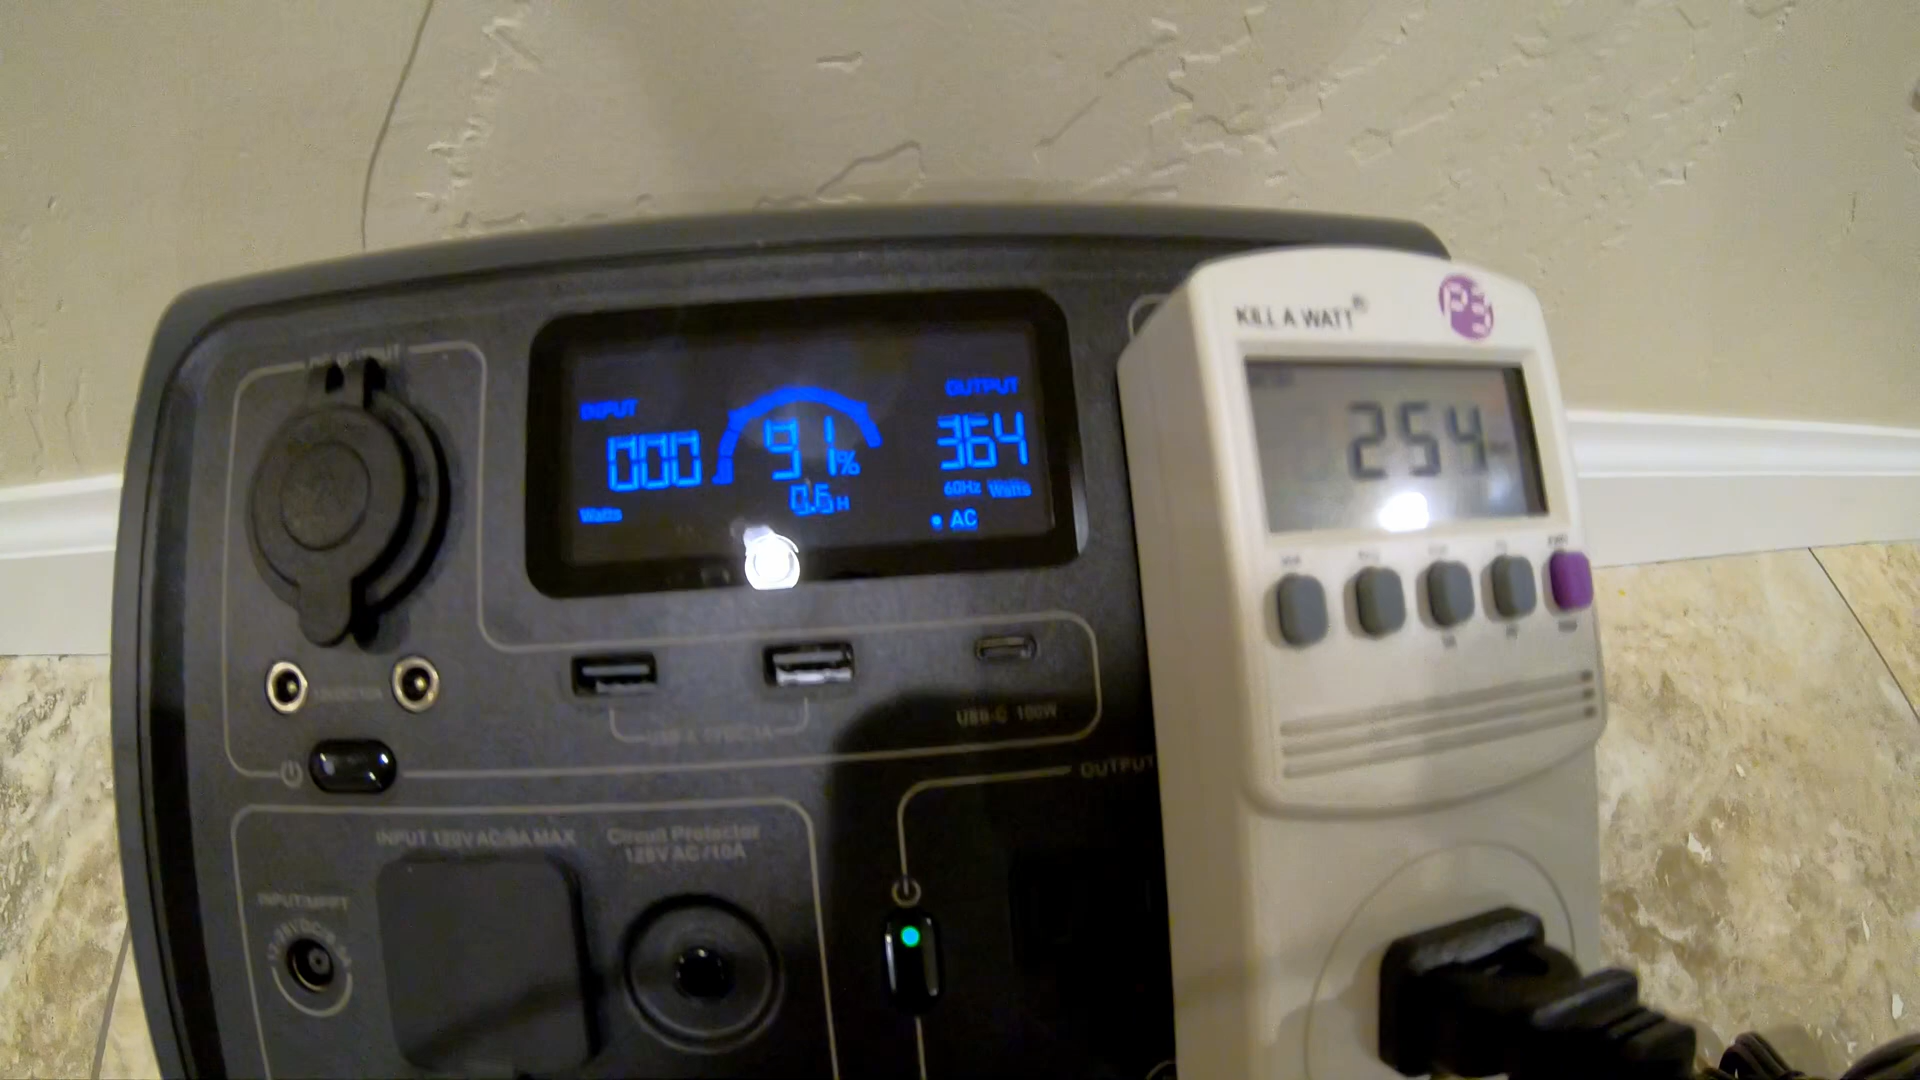 INPUT
000
Watts
91%
0.6H
OUTPUT
364
60Hz Watts
AC
KILL A WATT®
P3
254
USB-C 100W
OUTPUT
INPUT 120V AC/8A MAX
Circuit Protector
125V AC/10A
INPUT/MPPT